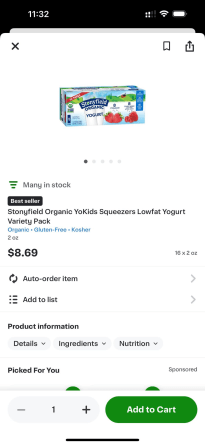 11:32
Stonyfield
ORGANIC
YOGURT
Many in stock
Best seller
Stonyfield Organic YoKids Squeezers Lowfat Yogurt
Variety Pack
Organic • Gluten-Free • Kosher
2 oz
$8.69
16 x 2 oz
Auto-order item
Add to list
Product information
Details
Ingredients
Nutrition
Picked For You
Sponsored
1
Add to Cart